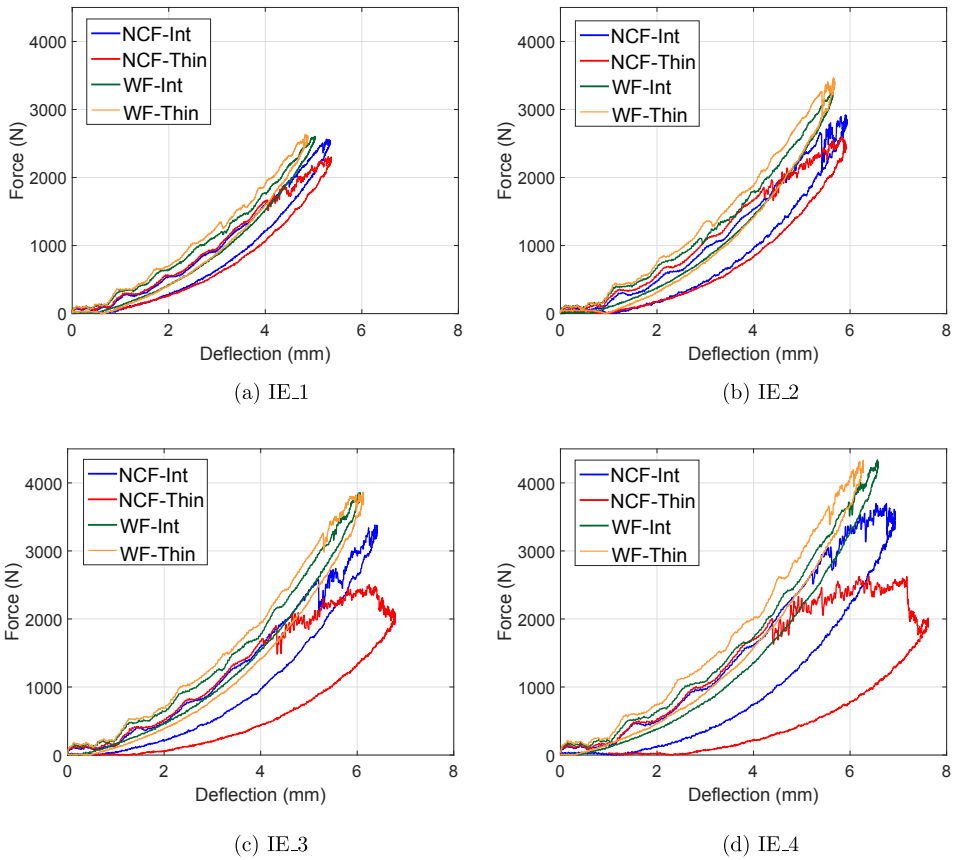 4000
3000
2000
1000
0
Force (N)
NCF-Int
NCF-Thin
WF-Int
WF-Thin
0 2 4 6 8
Deflection (mm)
(a) IE_1
4000
3000
2000
1000
0
Force (N)
NCF-Int
NCF-Thin
WF-Int
WF-Thin
0 2 4 6 8
Deflection (mm)
(b) IE_2
4000
3000
2000
1000
0
Force (N)
NCF-Int
NCF-Thin
WF-Int
WF-Thin
0 2 4 6 8
Deflection (mm)
(c) IE_3
4000
3000
2000
1000
0
Force (N)
NCF-Int
NCF-Thin
WF-Int
WF-Thin
0 2 4 6 8
Deflection (mm)
(d) IE_4